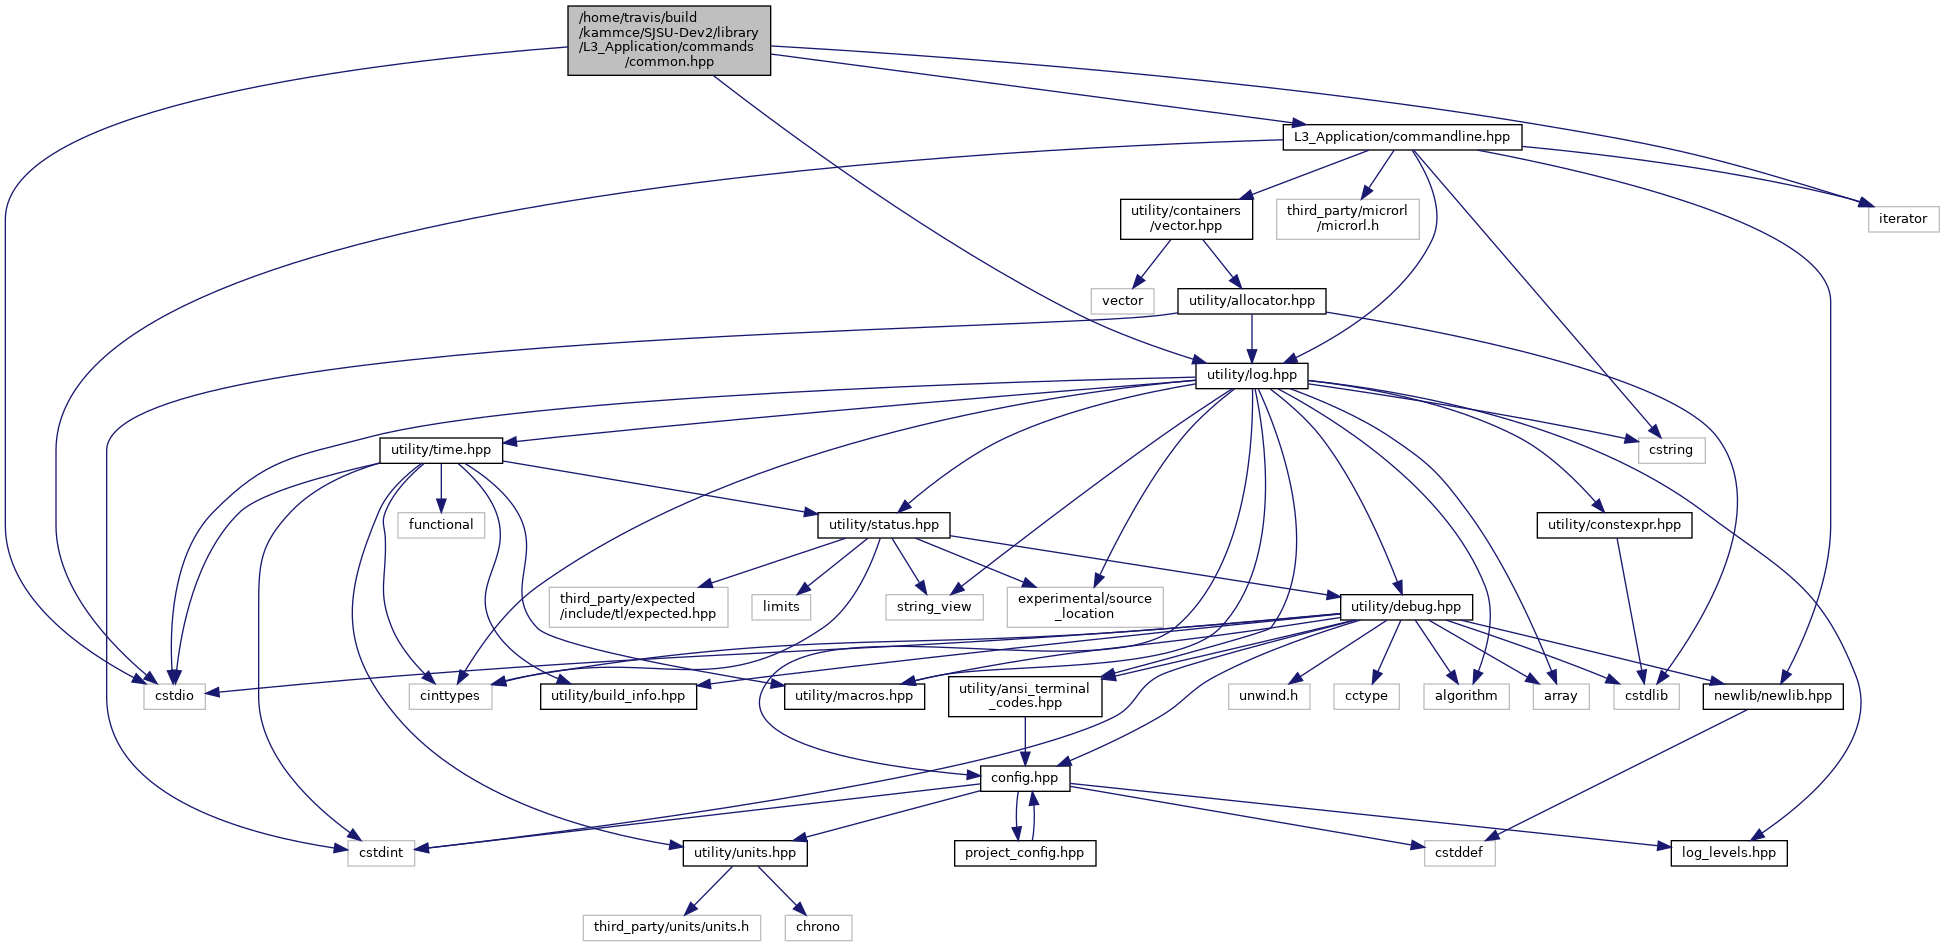 /home/travis/build
/kammce/SJSU-Dev2/library
/L3_Application/commands
/common.hpp
L3_Application/commandline.hpp
utility/containers
/vector.hpp
third_party/microrl
/microrl.h
iterator
vector
utility/allocator.hpp
utility/log.hpp
utility/time.hpp
cstring
functional
utility/status.hpp
utility/constexpr.hpp
third_party/expected
/include/tl/expected.hpp
limits
string_view
experimental/source
_location
utility/debug.hpp
cstdio
cinttypes
utility/build_info.hpp
utility/macros.hpp
utility/ansi_terminal
_codes.hpp
unwind.h
cctype
algorithm
array
cstdlib
newlib/newlib.hpp
config.hpp
cstdint
utility/units.hpp
project_config.hpp
cstddef
log_levels.hpp
third_party/units/units.h
chrono